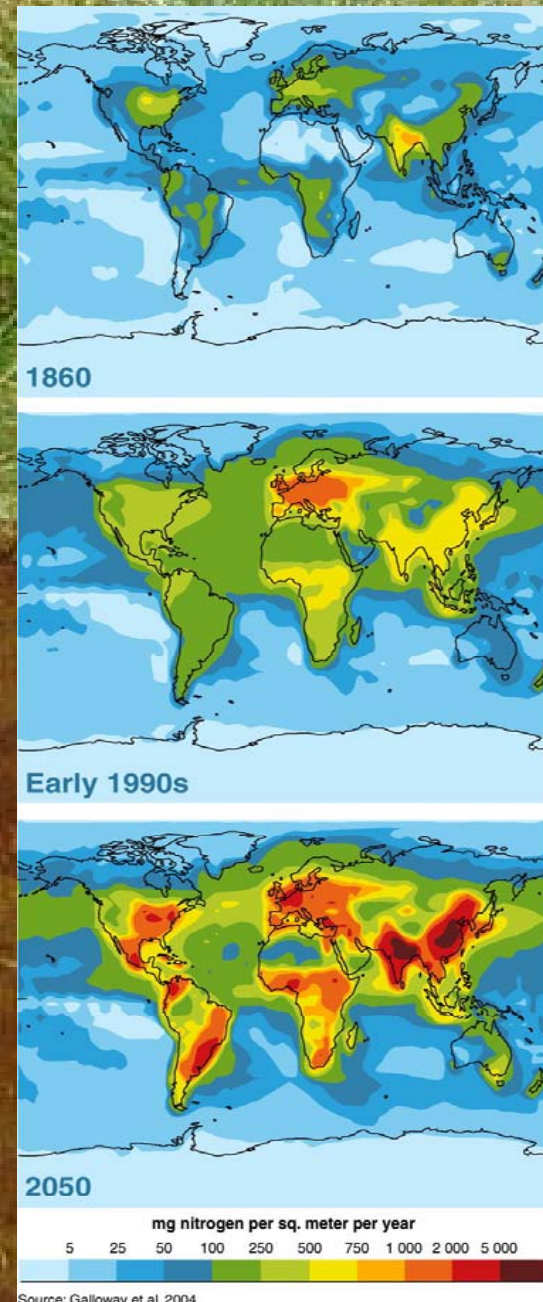 1860
Early 1990s
2050
mg nitrogen per sq. meter per year
5 25 50 100 250 500 750 1 000 2 000 5 000
Source: Galloway et al. 2004